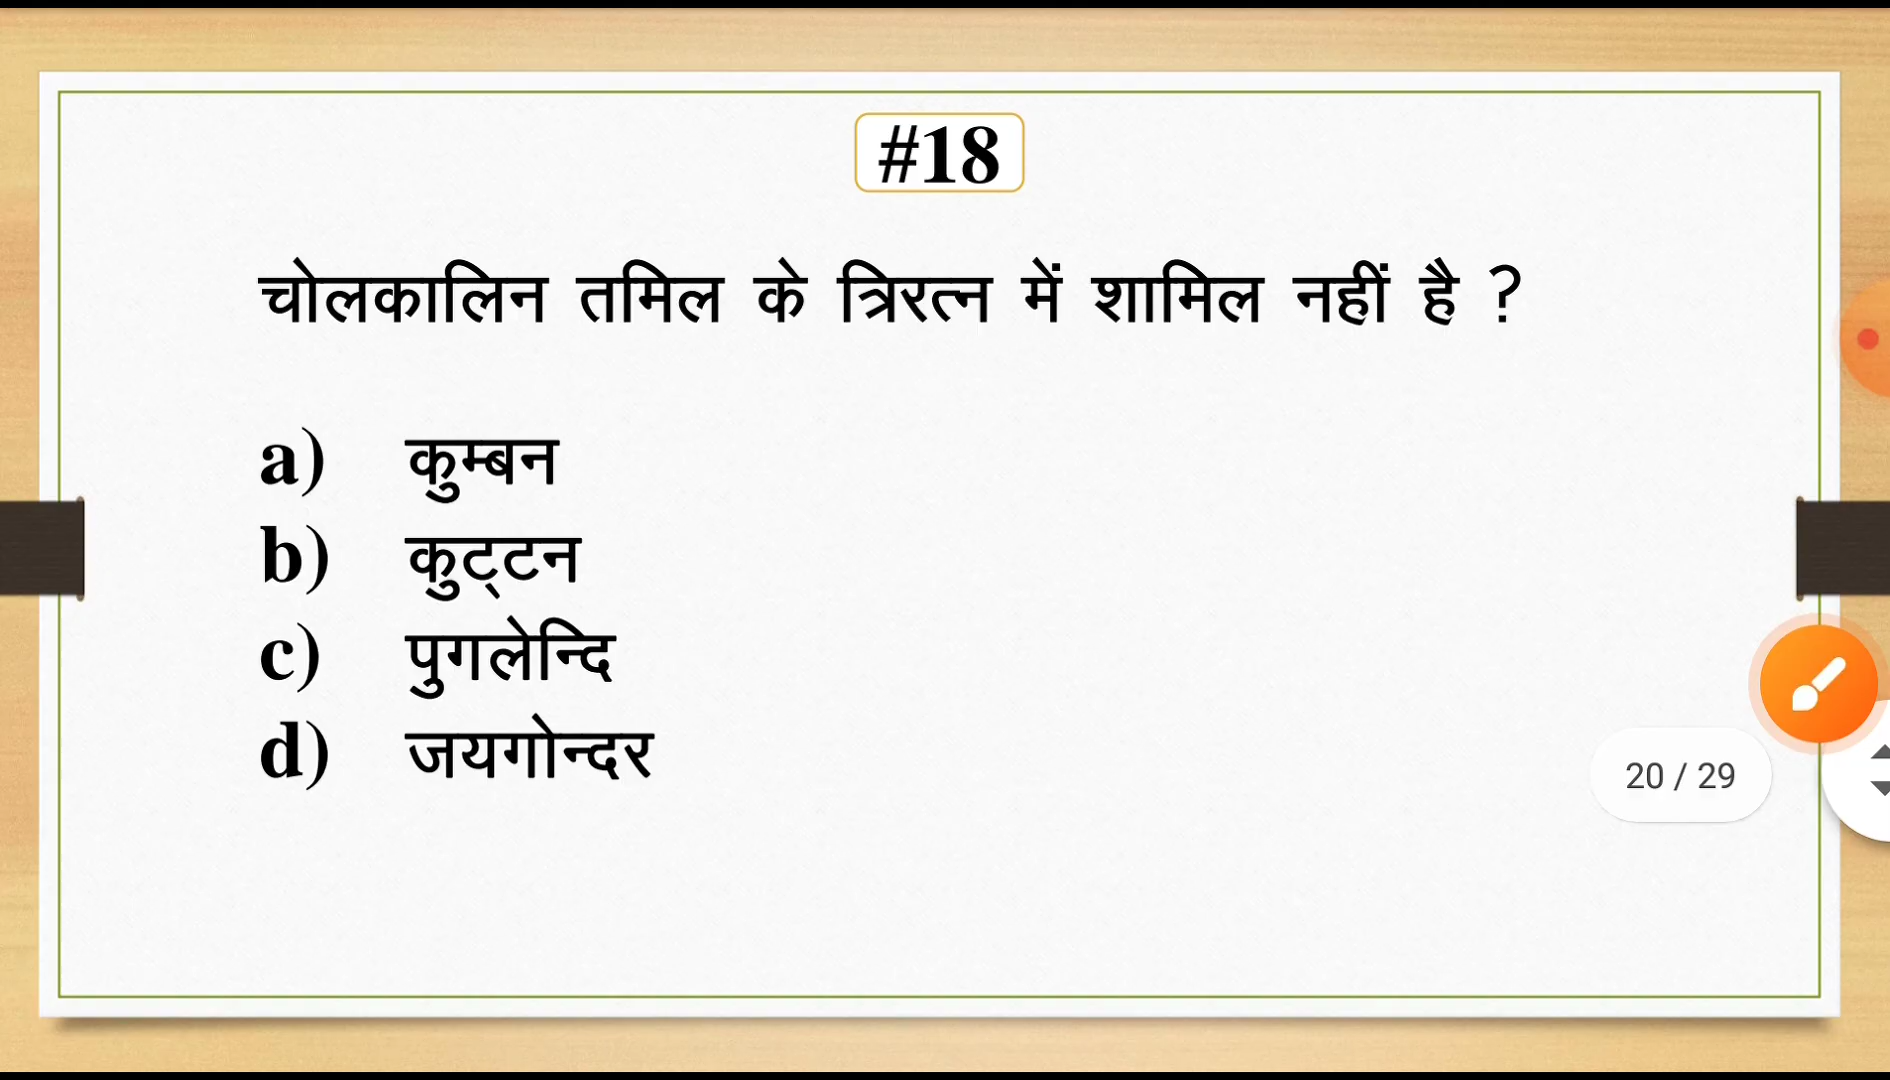 #18
चोलकालिन तमिल के त्रिरत्न में शामिल नहीं है ?
a) कुम्बन
b) कुट्टन
c) पुगलेन्दि
d) जयगोन्दर
20 / 29